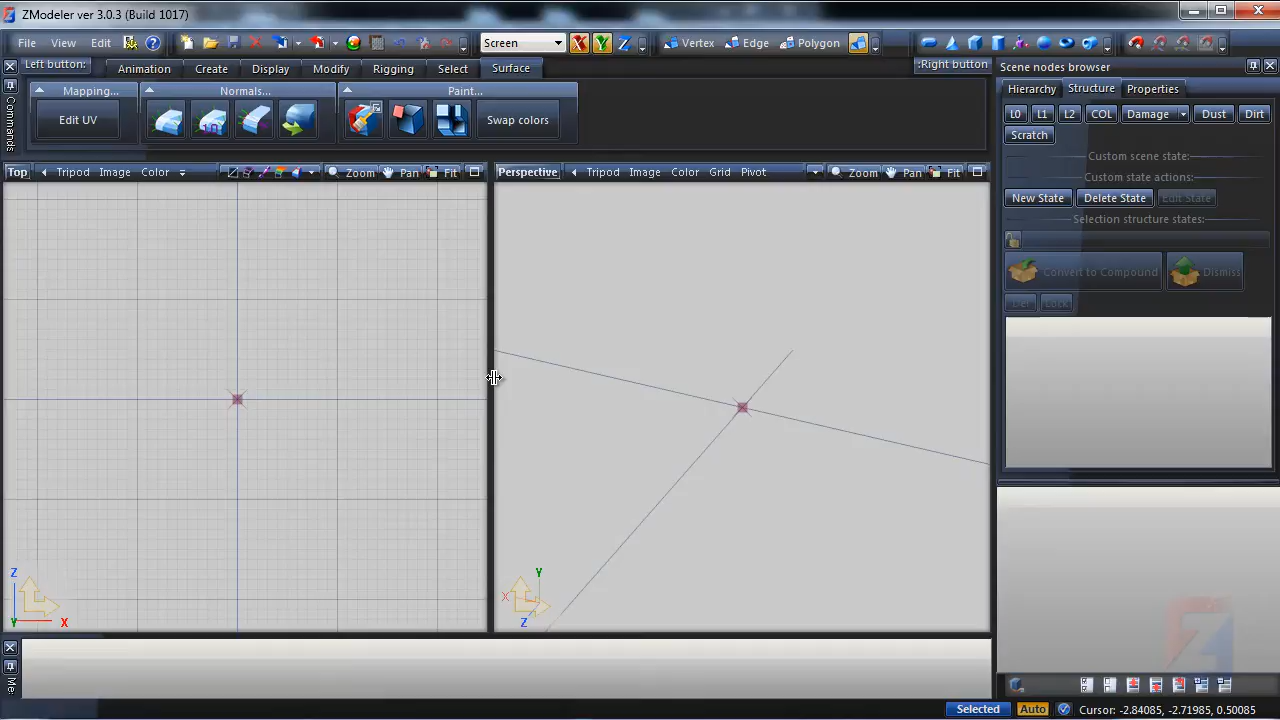 ZModeler ver 3.0.3 (Build 1017)
File View Edit Screen X Y Z Vertex Edge Polygon
Left button: Animation Create Display Modify Rigging Select Surface :Right button
Commands
Mapping... Normals... Paint...
Edit UV Swap colors
Scene nodes browser
Hierarchy Structure Properties
L0 L1 L2 COL Damage Dust Dirt
Scratch
Custom scene state:
Custom state actions:
New State Delete State Edit State
Selection structure states:
Convert to Compound Dismiss
Def Lock
Top Tripod Image Color Zoom Pan Fit
Perspective Tripod Image Color Grid Pivot Zoom Pan Fit
Z
Y X
Y
X
Z
Me
Selected Auto Cursor: -2.84085, -2.71985, 0.50085